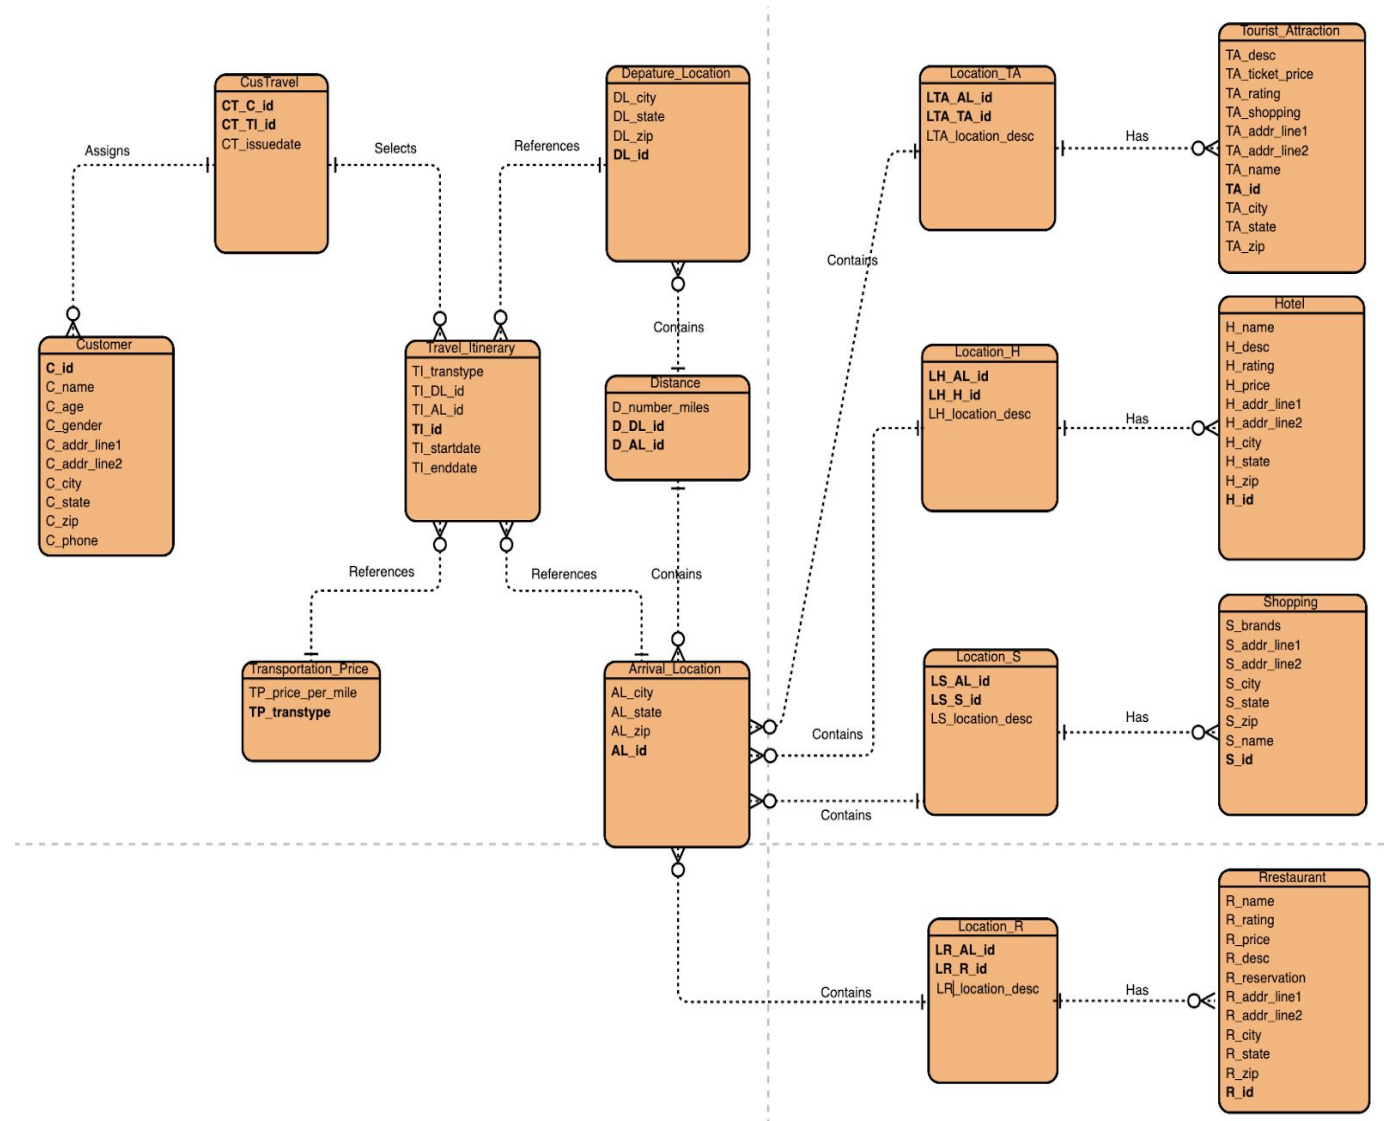 CusTravel
CT_C_id
CT_TI_id
CT_issuedate
Assigns
Selects
References
Depature_Location
DL_city
DL_state
DL_zip
DL_id
Contains
Customer
C_id
C_name
C_age
C_gender
C_addr_line1
C_addr_line2
C_city
C_state
C_zip
C_phone
Travel_Itinerary
TI_transtype
TI_DL_id
TI_AL_id
TI_id
TI_startdate
TI_enddate
Distance
D_number_miles
D_DL_id
D_AL_id
References
References
Contains
Transportation_Price
TP_price_per_mile
TP_transtype
Arrival_Location
AL_city
AL_state
AL_zip
AL_id
Location_TA
LTA_AL_id
LTA_TA_id
LTA_location_desc
Has
Contains
Tourist_Attraction
TA_desc
TA_ticket_price
TA_rating
TA_shopping
TA_addr_line1
TA_addr_line2
TA_name
TA_id
TA_city
TA_state
TA_zip
Location_H
LH_AL_id
LH_H_id
LH_location_desc
Has
Contains
Hotel
H_name
H_desc
H_rating
H_price
H_addr_line1
H_addr_line2
H_city
H_state
H_zip
H_id
Location_S
LS_AL_id
LS_S_id
LS_location_desc
Has
Contains
Shopping
S_brands
S_addr_line1
S_addr_line2
S_city
S_state
S_zip
S_name
S_id
Location_R
LR_AL_id
LR_R_id
LR_location_desc
Has
Contains
Rrestaurant
R_name
R_rating
R_price
R_desc
R_reservation
R_addr_line1
R_addr_line2
R_city
R_state
R_zip
R_id